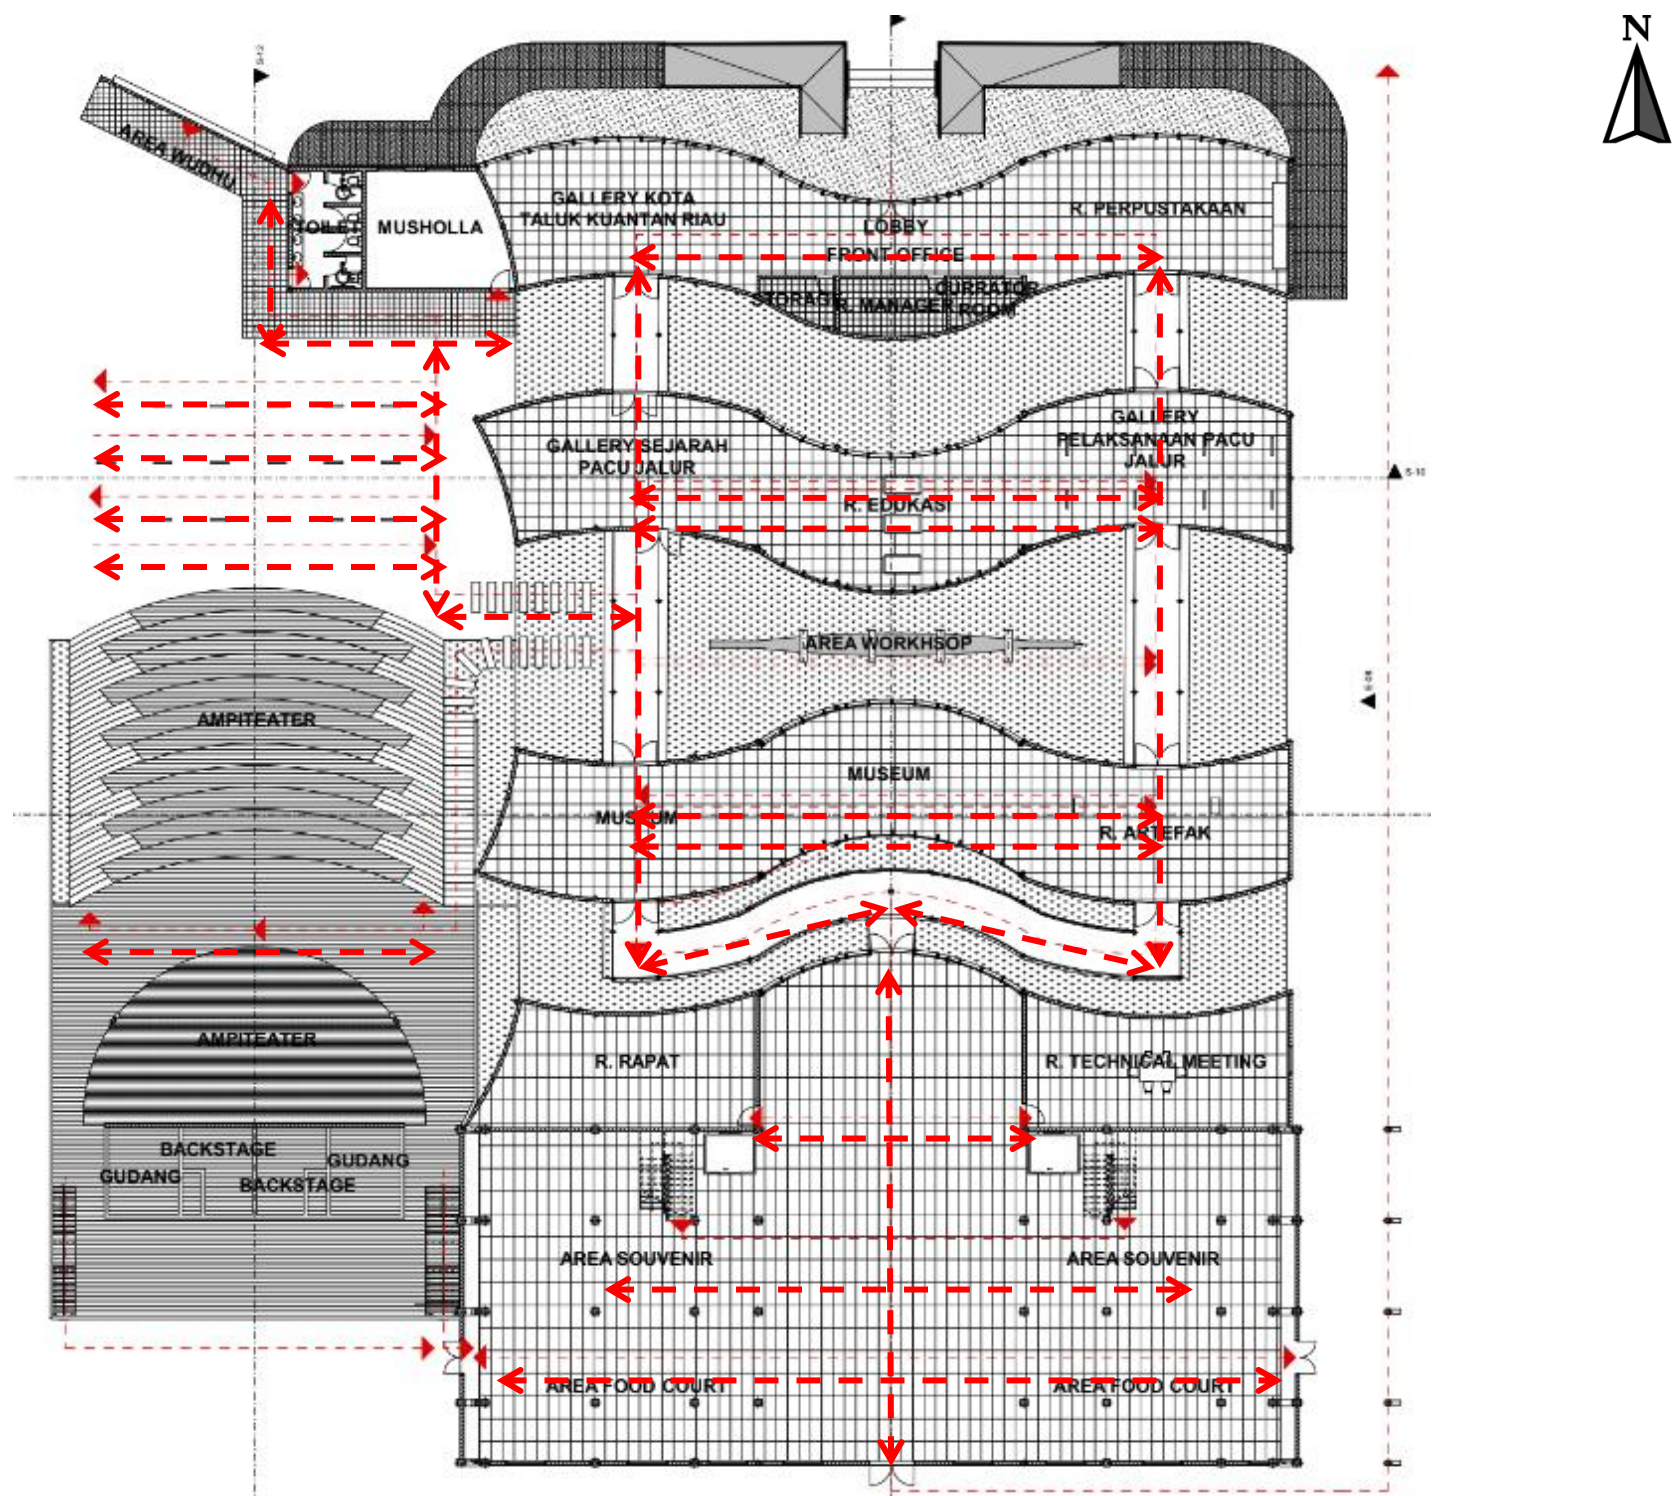 N
S-12
AREA WUDHU
TOILET
MUSHOLLA
GALLERY KOTA
TALUK KUANTAN RIAU
LOBBY
FRONT OFFICE
R. PERPUSTAKAAN
STORAGE
R. MANAGER
CURRATOR
ROOM
GALLERY SEJARAH
PACU JALUR
GALLERY
PELAKSANAAN PACU
JALUR
S-10
R. EDUKASI
AREA WORKHSOP
AMPITEATER
MUSEUM
MUSEUM
R. ARTEFAK
AMPITEATER
R. RAPAT
R. TECHNICAL MEETING
BACKSTAGE
GUDANG
GUDANG
BACKSTAGE
AREA SOUVENIR
AREA SOUVENIR
AREA FOOD COURT
AREA FOOD COURT